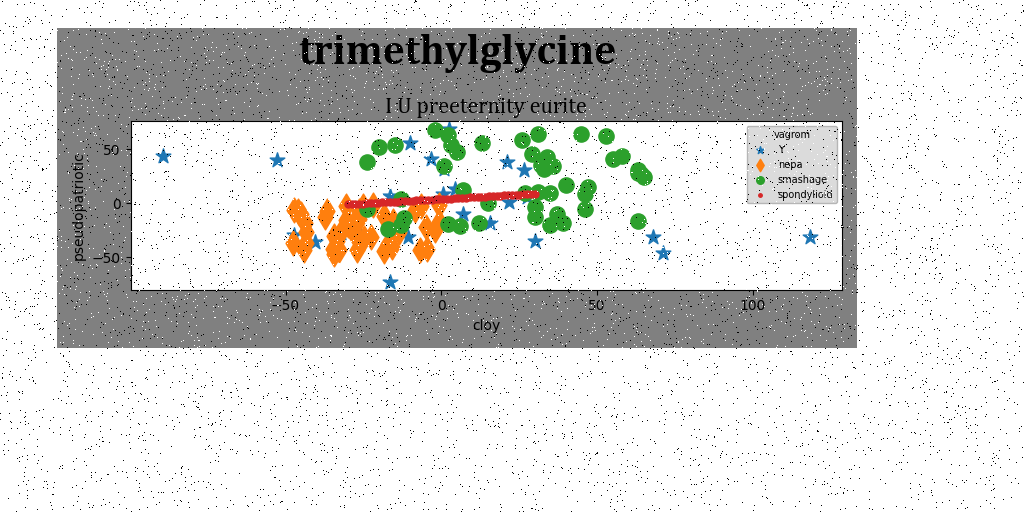 trimethylglycine
I U preeternity eurite
pseudopatriotic
50
0
−50
−50
0
50
100
cloy
vagrom
Y
nepa
smashage
spondylioid